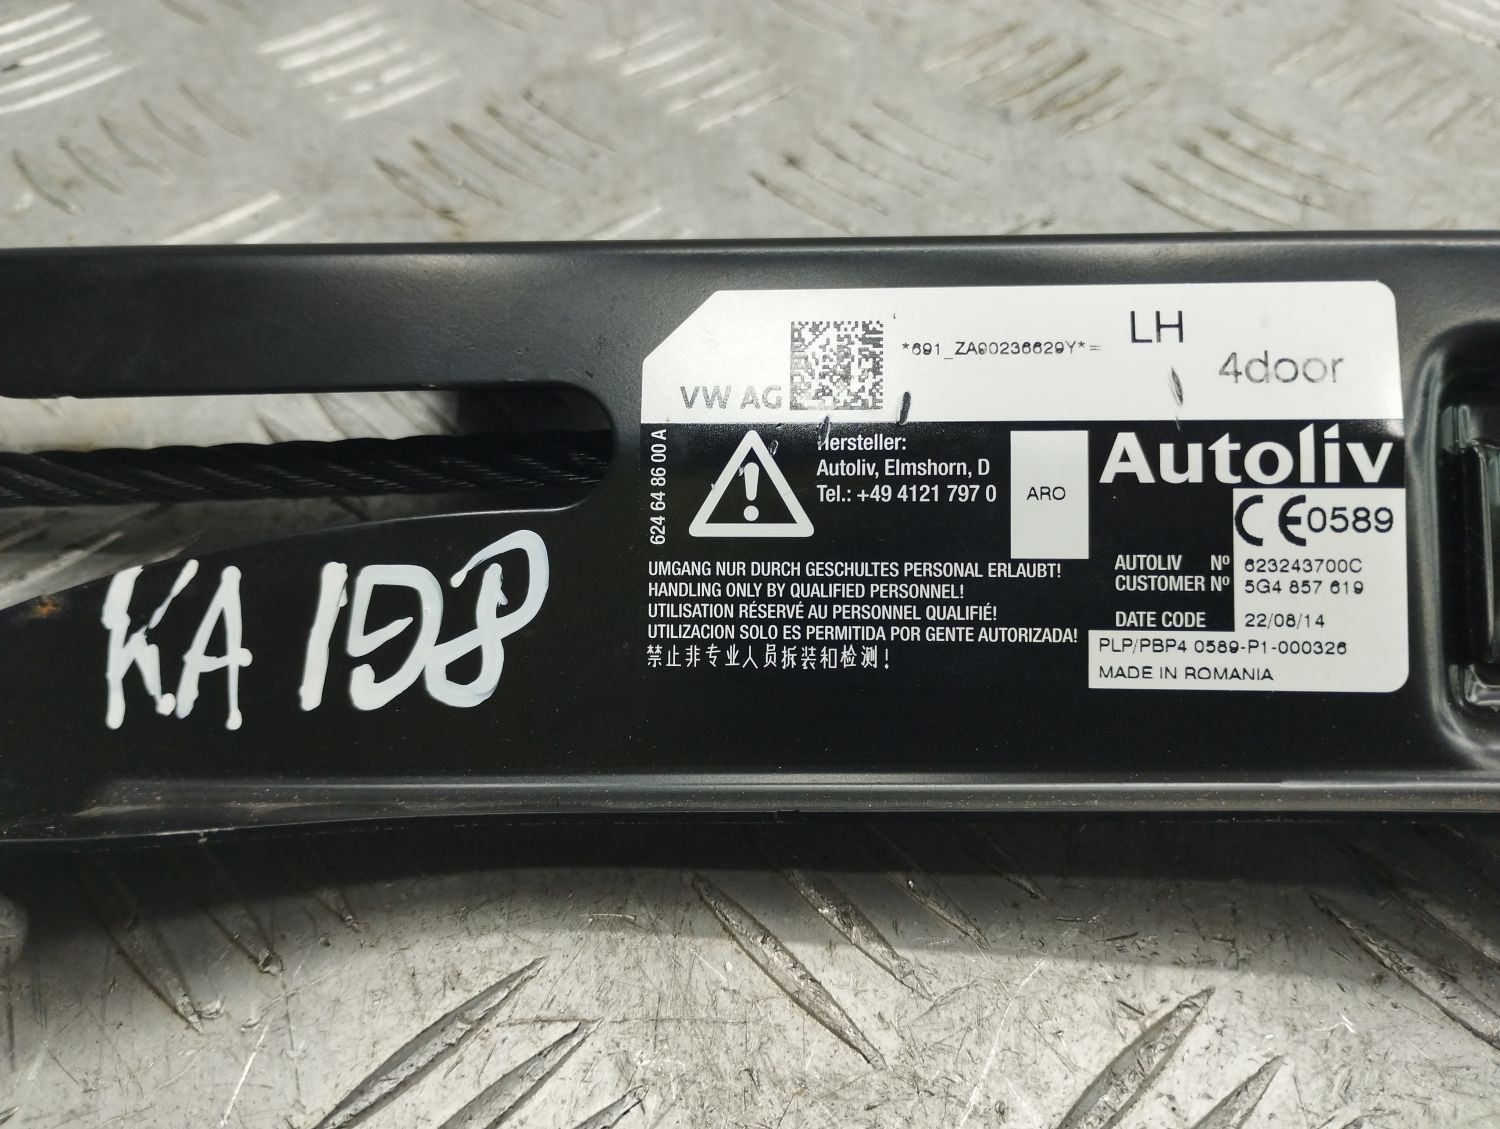 LH
*691_ZA90236629Y*=
4door
VW AG
624 64 86 00 A
Hersteller:
Autoliv, Elmshorn, D
Tel.: +49 4121 797 0
ARO
Autoliv
CE0589
AUTOLIV Nº 623243700C
CUSTOMER Nº 5G4 857 619
DATE CODE 22/08/14
PLP/PBP4 0589-P1-000326
MADE IN ROMANIA
UMGANG NUR DURCH GESCHULTES PERSONAL ERLAUBT!
HANDLING ONLY BY QUALIFIED PERSONNEL!
UTILISATION RÉSERVÉ AU PERSONNEL QUALIFIÉ!
UTILIZACION SOLO ES PERMITIDA POR GENTE AUTORIZADA!
禁止非专业人员拆装和检测!
KA 198